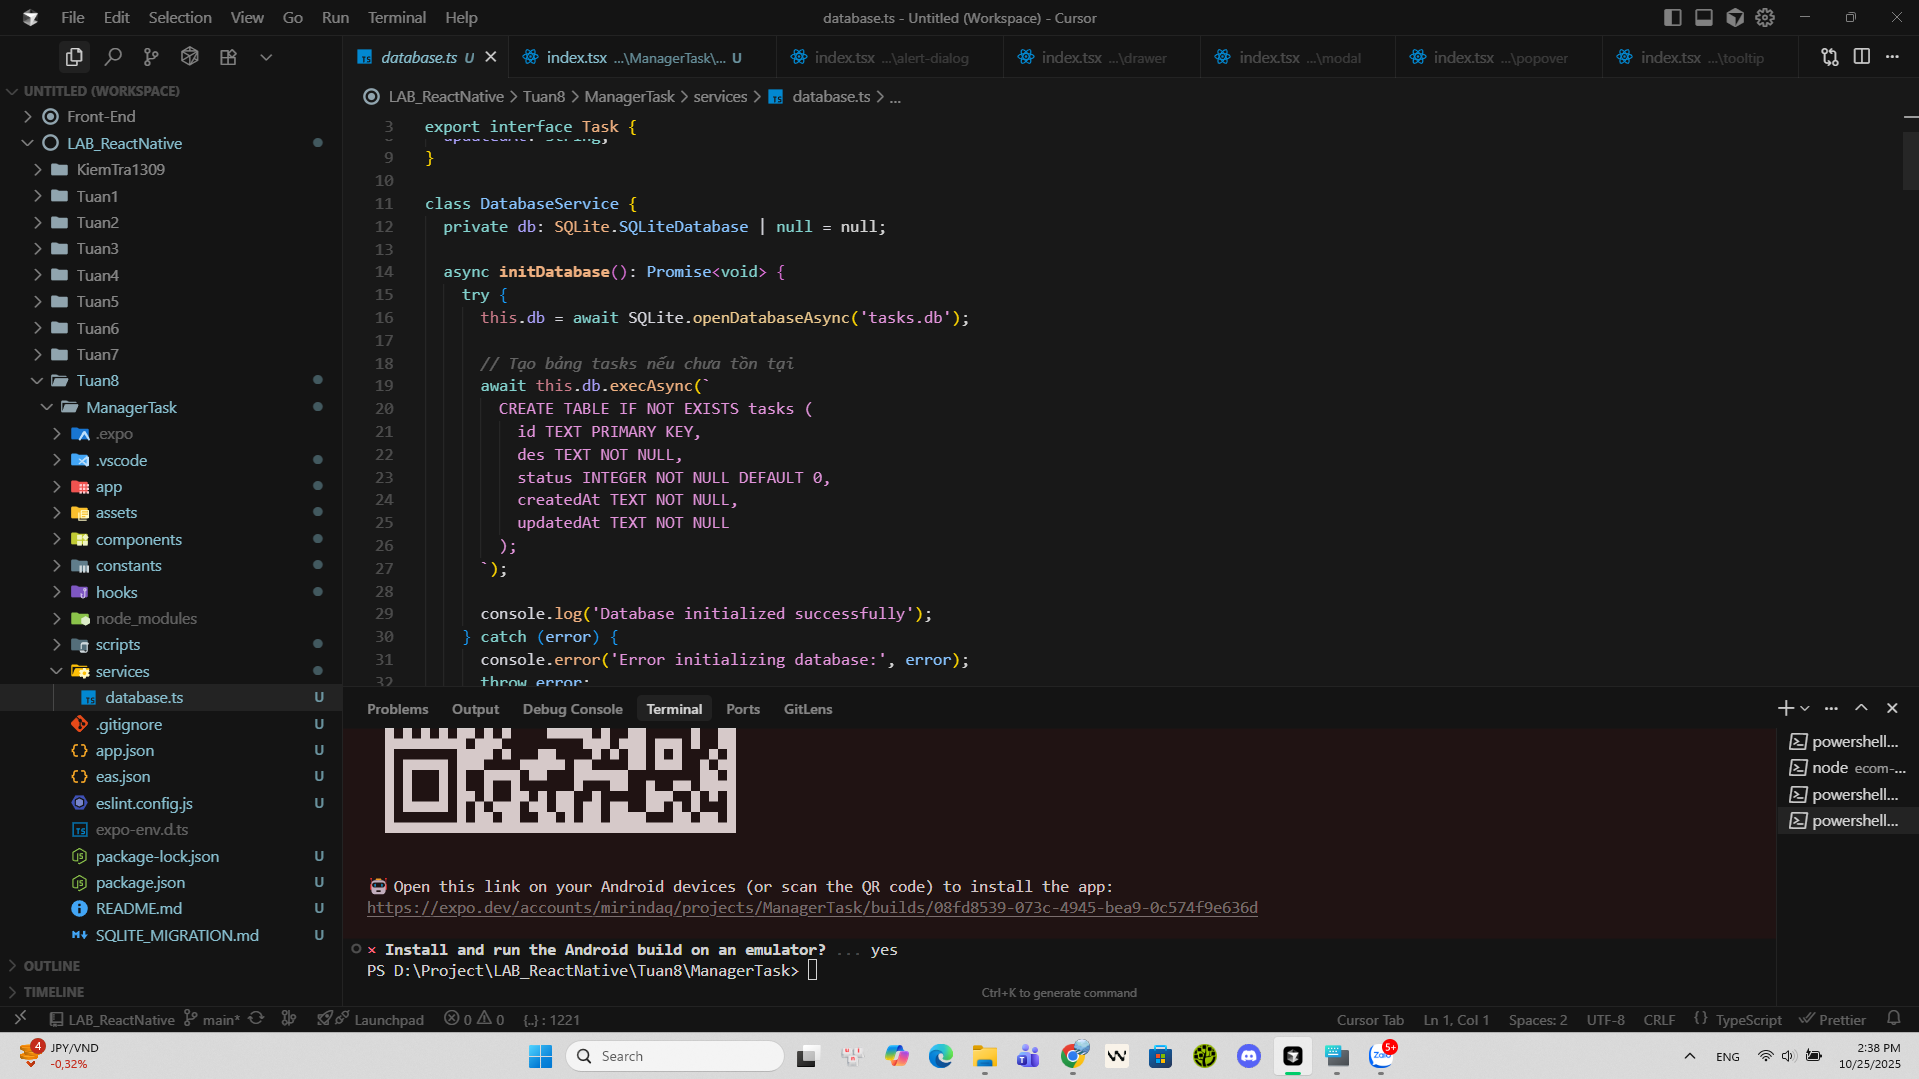 File Edit Selection View Go Run Terminal Help
database.ts - Untitled (Workspace) - Cursor
database.ts U
index.tsx ...\ManagerTask\... U
index.tsx ...\alert-dialog
index.tsx ...\drawer
index.tsx ...\modal
index.tsx ...\popover
index.tsx ...\tooltip
UNTITLED (WORKSPACE)
Front-End
LAB_ReactNative
KiemTra1309
Tuan1
Tuan2
Tuan3
Tuan4
Tuan5
Tuan6
Tuan7
Tuan8
ManagerTask
.expo
.vscode
app
assets
components
constants
hooks
node_modules
scripts
services
database.ts U
.gitignore U
app.json U
eas.json U
eslint.config.js U
expo-env.d.ts
package-lock.json U
package.json U
README.md U
SQLITE_MIGRATION.md U
OUTLINE
TIMELINE
LAB_ReactNative > Tuan8 > ManagerTask > services > database.ts > ...
3 export interface Task {
8 updatedAt: string;
9 }
10
11 class DatabaseService {
12 private db: SQLite.SQLiteDatabase | null = null;
13
14 async initDatabase(): Promise<void> {
15 try {
16 this.db = await SQLite.openDatabaseAsync('tasks.db');
17
18 // Tạo bảng tasks nếu chưa tồn tại
19 await this.db.execAsync(`
20 CREATE TABLE IF NOT EXISTS tasks (
21 id TEXT PRIMARY KEY,
22 des TEXT NOT NULL,
23 status INTEGER NOT NULL DEFAULT 0,
24 createdAt TEXT NOT NULL,
25 updatedAt TEXT NOT NULL
26 );
27 `);
28
29 console.log('Database initialized successfully');
30 } catch (error) {
31 console.error('Error initializing database:', error);
32 throw error;
Problems Output Debug Console Terminal Ports GitLens
Open this link on your Android devices (or scan the QR code) to install the app:
https://expo.dev/accounts/mirindaq/projects/ManagerTask/builds/08fd8539-073c-4945-bea9-0c574f9e636d
× Install and run the Android build on an emulator? ... yes
PS D:\Project\LAB_ReactNative\Tuan8\ManagerTask>
Ctrl+K to generate command
powershell...
node ecom-...
powershell...
powershell...
LAB_ReactNative main* Launchpad 0 0 {..} : 1221
Cursor Tab Ln 1, Col 1 Spaces: 2 UTF-8 CRLF {} TypeScript Prettier
4
JPY/VND
-0,32%
Search
Zalo
5+
ENG
2:38 PM
10/25/2025